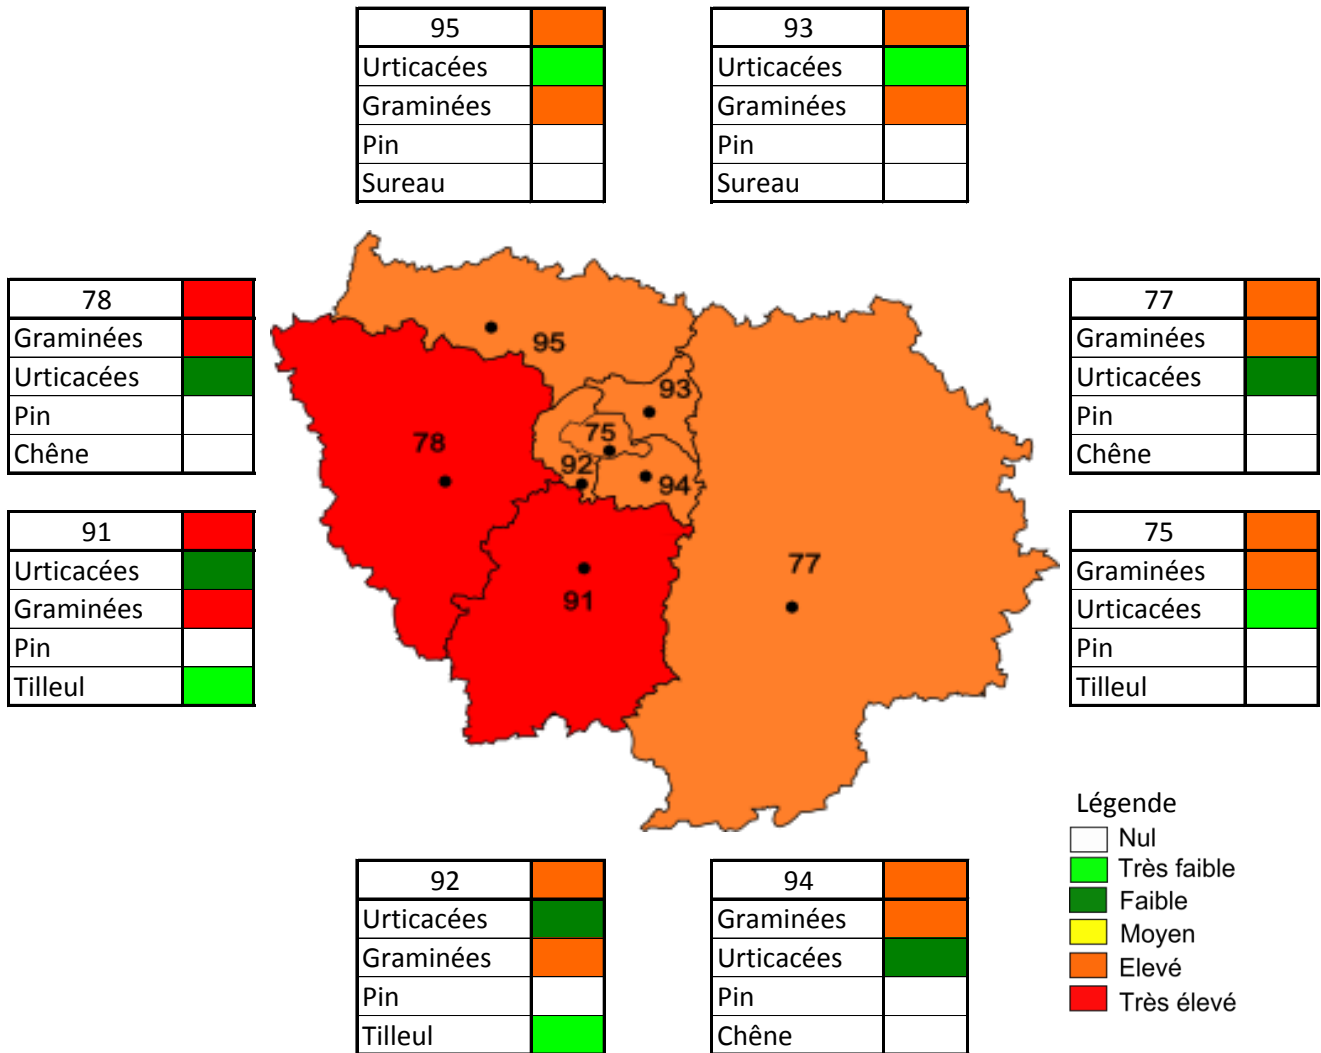 95
Urticacées
Graminées
Pin
Sureau
93
Urticacées
Graminées
Pin
Sureau
78
Graminées
Urticacées
Pin
Chêne
91
Urticacées
Graminées
Pin
Tilleul
95
93
75
78
92
94
77
91
77
Graminées
Urticacées
Pin
Chêne
75
Graminées
Urticacées
Pin
Tilleul
92
Urticacées
Graminées
Pin
Tilleul
94
Graminées
Urticacées
Pin
Chêne
Légende
Nul
Très faible
Faible
Moyen
Elevé
Très élevé